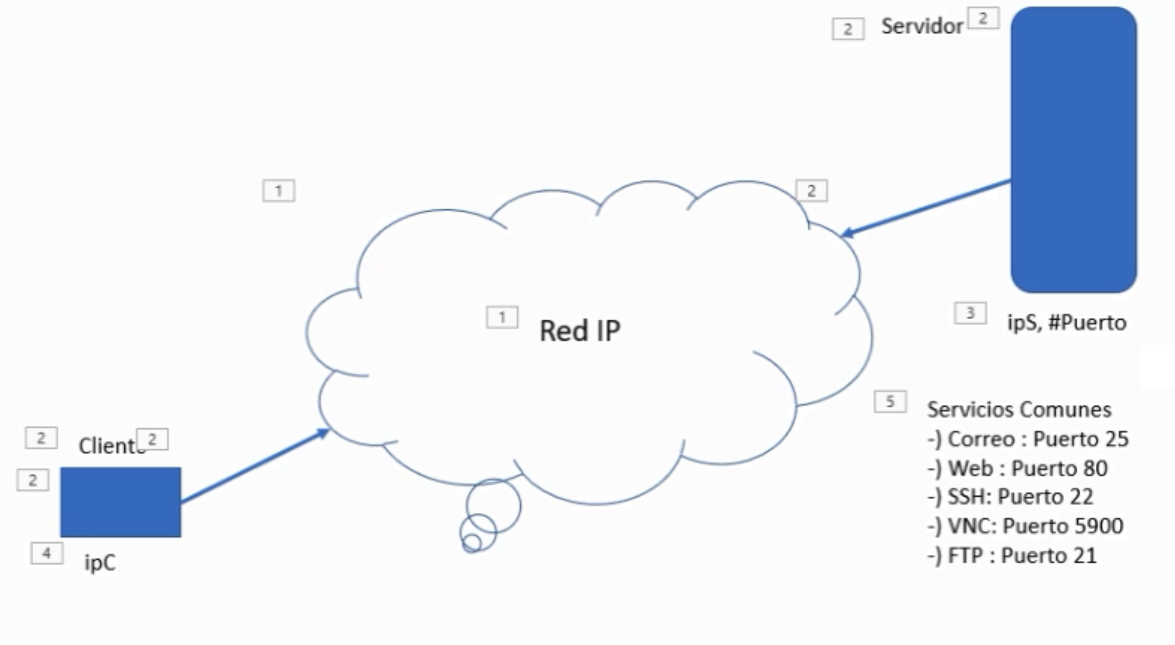 2 Servidor 2
1
2
1 Red IP
3 ipS, #Puerto
5 Servicios Comunes
-) Correo : Puerto 25
-) Web : Puerto 80
-) SSH: Puerto 22
-) VNC: Puerto 5900
-) FTP : Puerto 21
2 Cliente 2
2
4 ipC